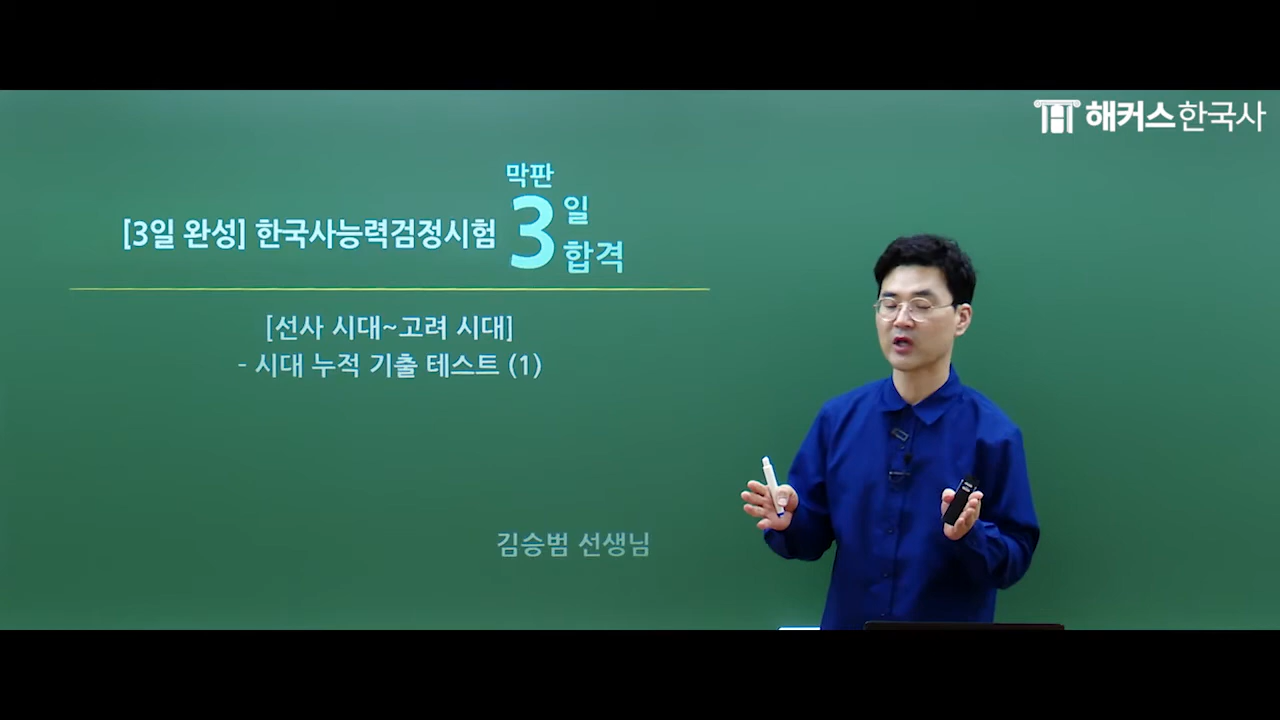 해커스한국사
막판
[3일 완성] 한국사능력검정시험 3일 합격
[선사 시대~고려 시대]
- 시대 누적 기출 테스트 (1)
김승범 선생님